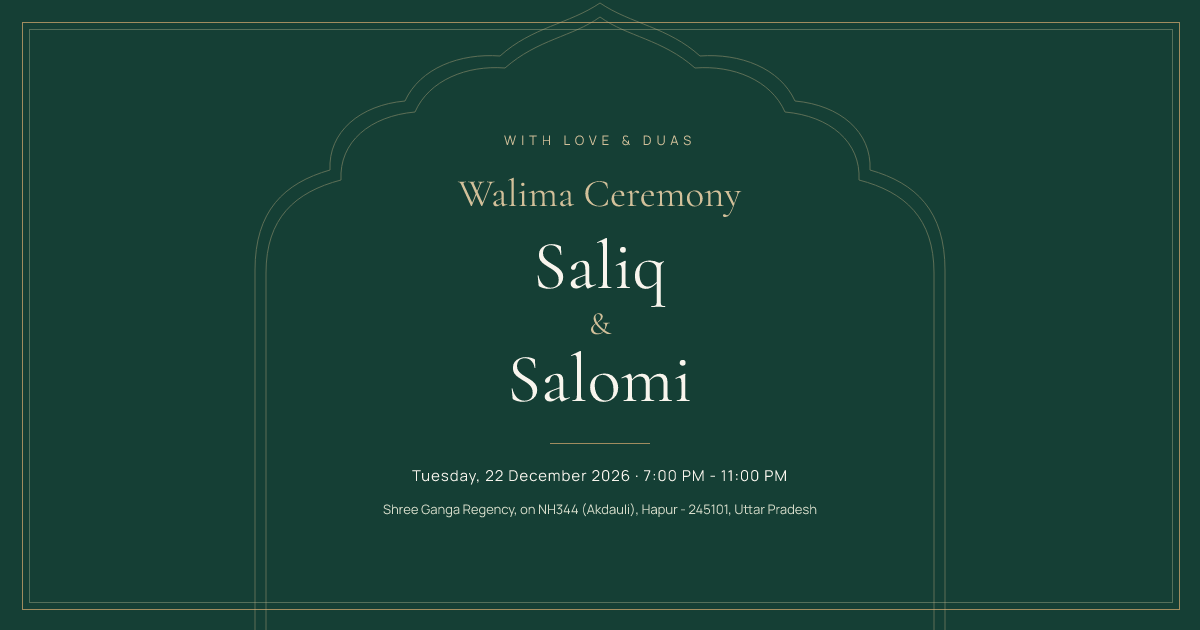 WITH LOVE & DUAS
Walima Ceremony
Saliq
&
Salomi
Tuesday, 22 December 2026 · 7:00 PM - 11:00 PM
Shree Ganga Regency, on NH344 (Akdauli), Hapur - 245101, Uttar Pradesh